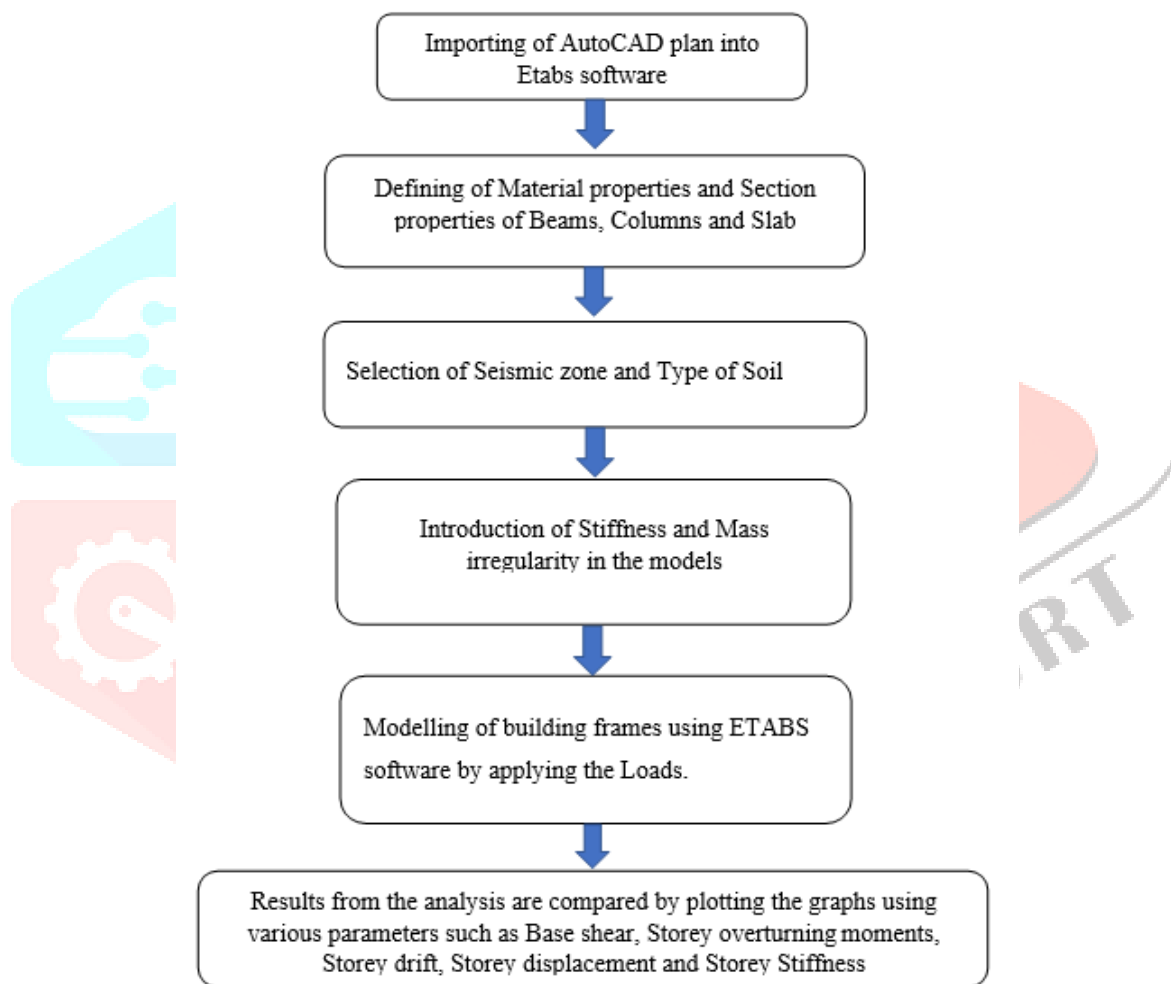 Importing of AutoCAD plan into
Etabs software
Defining of Material properties and Section
properties of Beams, Columns and Slab
Selection of Seismic zone and Type of Soil
Introduction of Stiffness and Mass
irregularity in the models
Modelling of building frames using ETABS
software by applying the Loads.
Results from the analysis are compared by plotting the graphs using
various parameters such as Base shear, Storey overturning moments,
Storey drift, Storey displacement and Storey Stiffness